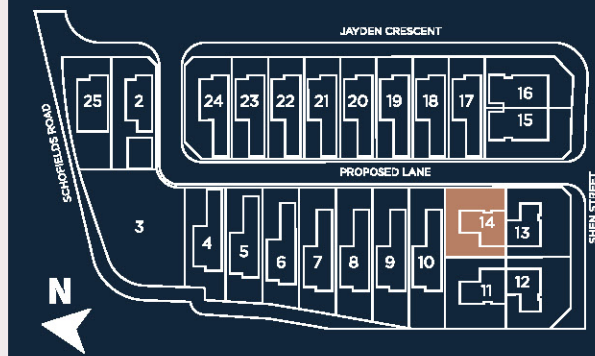 JAYDEN CRESCENT
SCHOFIELDS ROAD
25 2 24 23 22 21 20 19 18 17 16
15
PROPOSED LANE
SHEN STREET
3 4 5 6 7 8 9 10 14 13
11 12
N